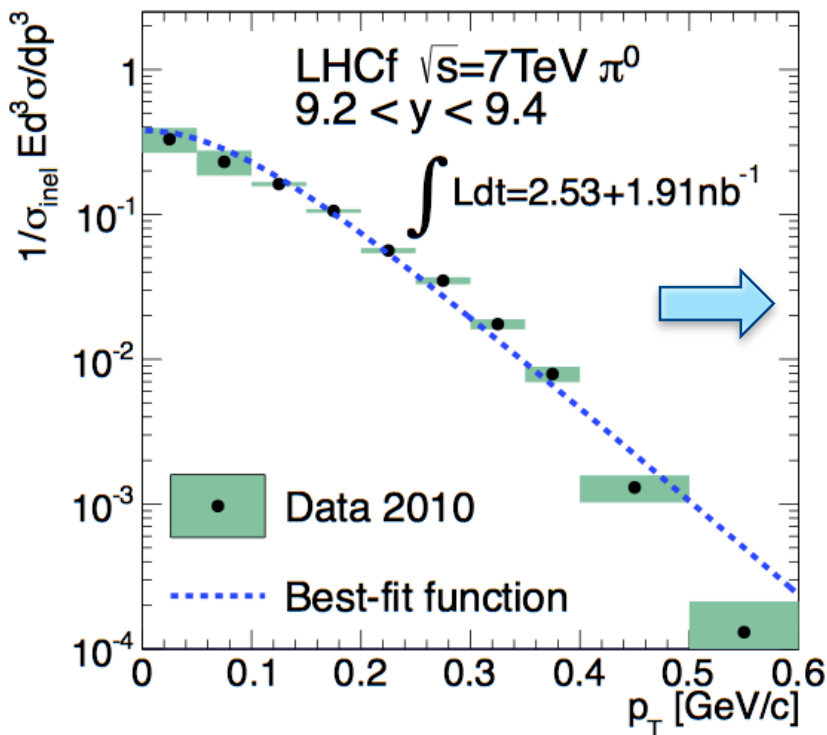 LHCf √s=7TeV π⁰
9.2 < y < 9.4
∫ Ldt=2.53+1.91nb⁻¹
1/σ_inel Ed³σ/dp³
1
10⁻¹
10⁻²
10⁻³
10⁻⁴
Data 2010
Best-fit function
0 0.1 0.2 0.3 0.4 0.5 0.6
p_T [GeV/c]